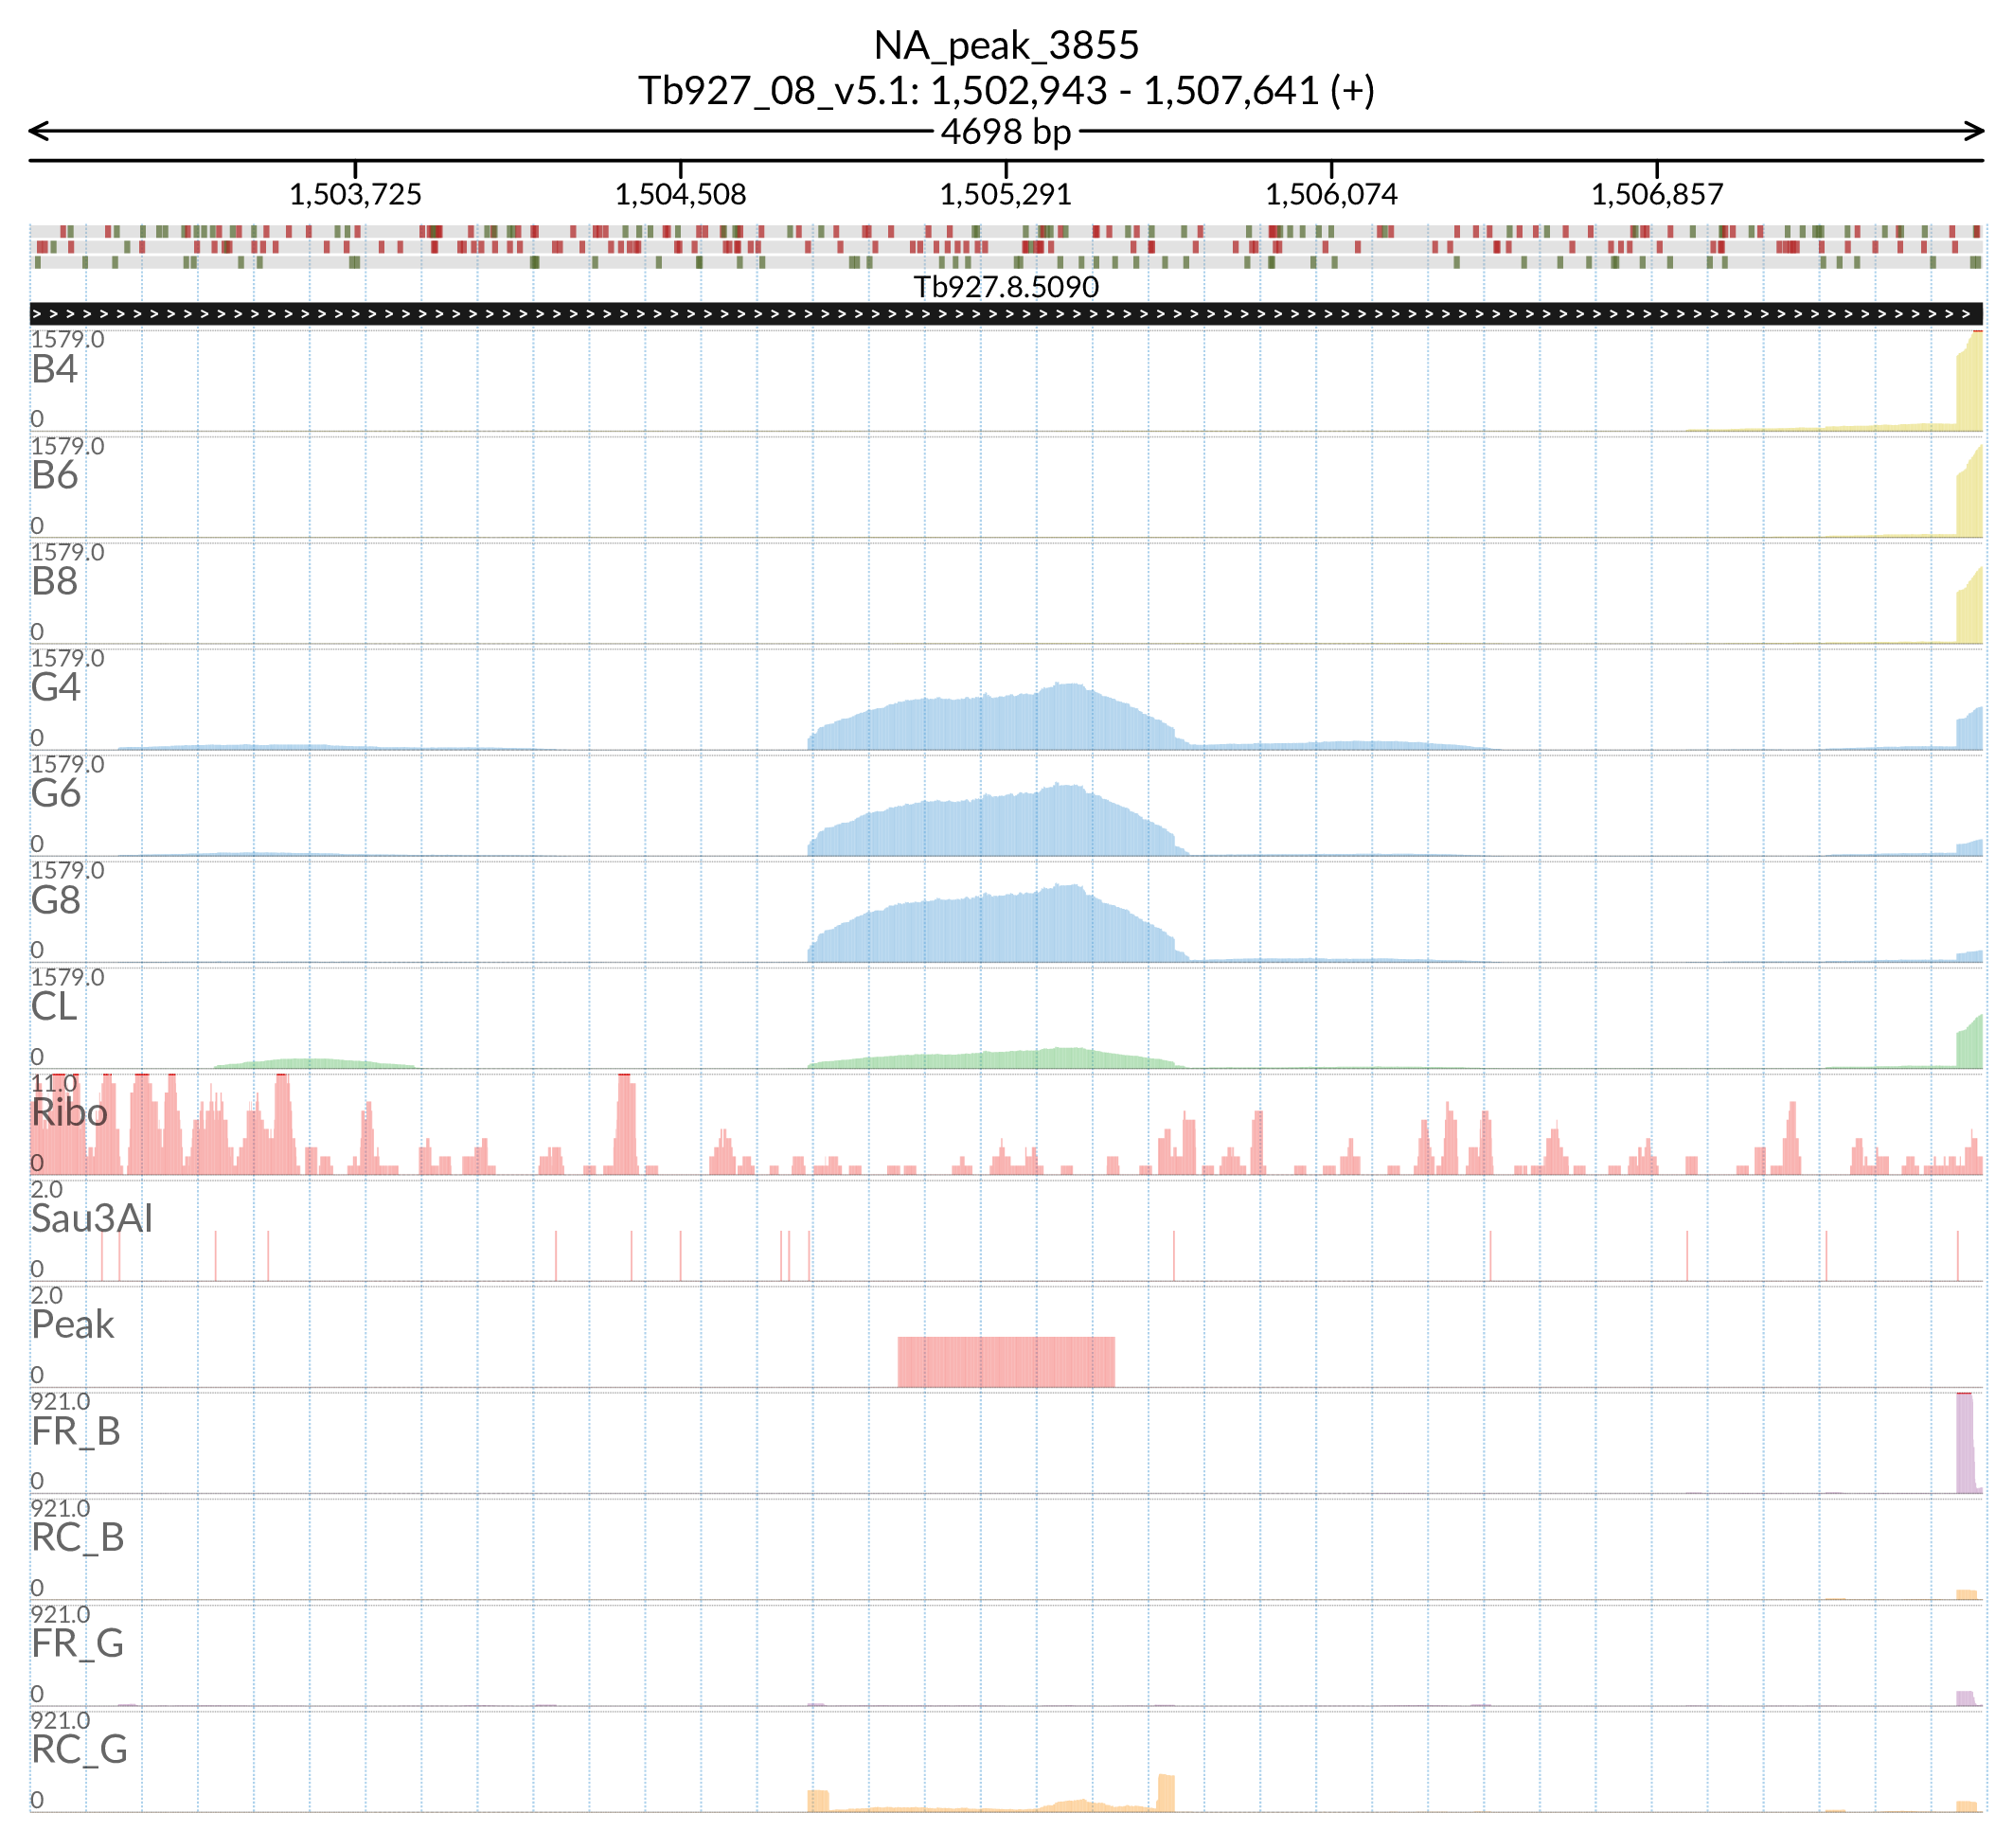 NA_peak_3855
Tb927_08_v5.1: 1,502,943 - 1,507,641 (+)
4698 bp
1,503,725 1,504,508 1,505,291 1,506,074 1,506,857
Tb927.8.5090
1579.0
B4
0
1579.0
B6
0
1579.0
B8
0
1579.0
G4
0
1579.0
G6
0
1579.0
G8
0
1579.0
CL
0
11.0
Ribo
0
2.0
Sau3AI
0
2.0
Peak
0
921.0
FR_B
0
921.0
RC_B
0
921.0
FR_G
0
921.0
RC_G
0